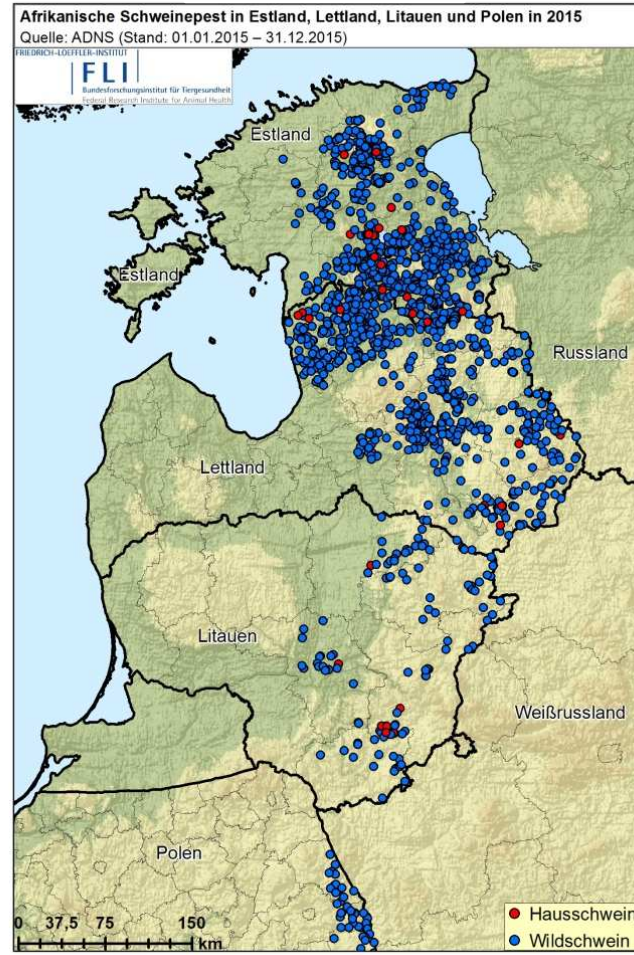 Afrikanische Schweinepest in Estland, Lettland, Litauen und Polen in 2015
Quelle: ADNS (Stand: 01.01.2015 – 31.12.2015)
FRIEDRICH-LOEFFLER-INSTITUT
FLI
Bundesforschungsinstitut für Tiergesundheit
Federal Research Institute for Animal Health
Estland
Estland
Russland
Lettland
Litauen
Weißrussland
Polen
0 37,5 75 150
km
Hausschwein
Wildschwein